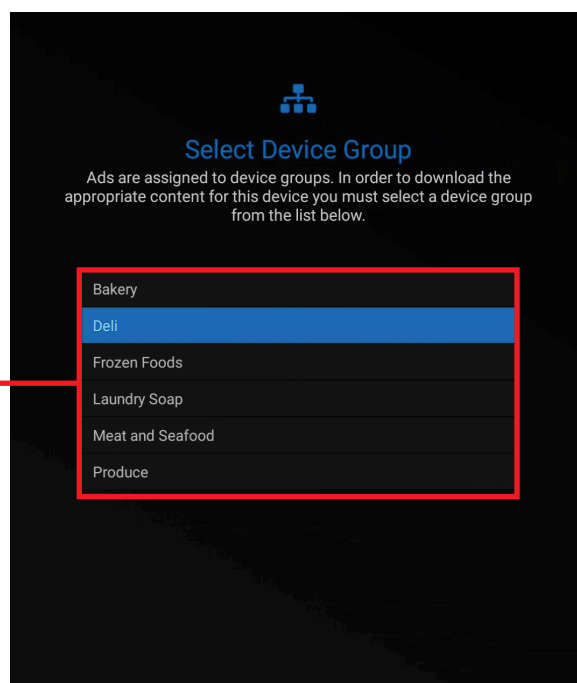 Select Device Group
Ads are assigned to device groups. In order to download the
appropriate content for this device you must select a device group
from the list below.
Bakery
Deli
Frozen Foods
Laundry Soap
Meat and Seafood
Produce